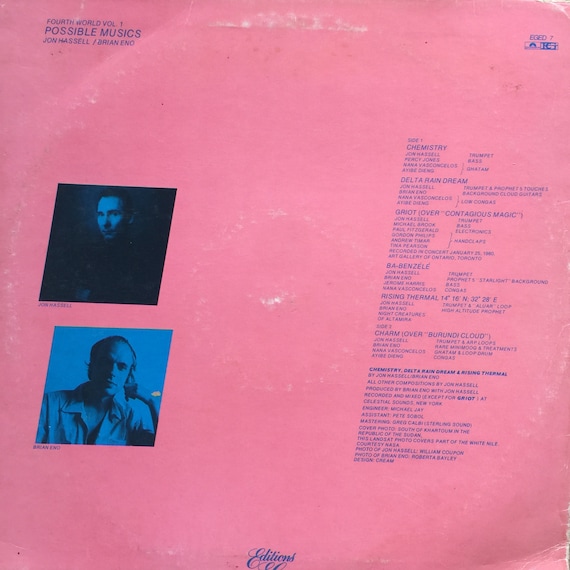 FOURTH WORLD VOL. 1
POSSIBLE MUSICS
JON HASSELL / BRIAN ENO
EGED 7
JON HASSELL
BRIAN ENO
SIDE 1
CHEMISTRY
JON HASSELL TRUMPET
PERCY JONES BASS
NANA VASCONCELOS
AYIBE DIENG } GHATAM
DELTA RAIN DREAM
JON HASSELL TRUMPET & PROPHET 5 TOUCHES
BRIAN ENO BACKGROUND CLOUD GUITARS
NANA VASCONCELOS
AYIBE DIENG } LOW CONGAS
GRIOT (OVER "CONTAGIOUS MAGIC")
JON HASSELL TRUMPET
MICHAEL BROOK BASS
PAUL FITZGERALD ELECTRONICS
GORDON PHILIPS
ANDREW TIMAR } HANDCLAPS
TINA PEARSON
RECORDED IN CONCERT JANUARY 25, 1980,
ART GALLERY OF ONTARIO, TORONTO
BA-BENZÉLÉ
JON HASSELL TRUMPET
BRIAN ENO PROPHET 5 "STARLIGHT" BACKGROUND
JEROME HARRIS BASS
NANA VASCONCELOS CONGAS
RISING THERMAL 14° 16' N; 32° 28' E
JON HASSELL TRUMPET & "ALUAR" LOOP
BRIAN ENO HIGH ALTITUDE PROPHET
NIGHT CREATURES
OF ALTAMIRA
SIDE 2
CHARM (OVER "BURUNDI CLOUD")
JON HASSELL TRUMPET & ARY LOOPS
BRIAN ENO RARE MINIMOOG & TREATMENTS
NANA VASCONCELOS GHATAM & LOOP DRUM
AYIBE DIENG CONGAS
CHEMISTRY, DELTA RAIN DREAM & RISING THERMAL
BY JON HASSELL/BRIAN ENO
ALL OTHER COMPOSITIONS BY JON HASSELL
PRODUCED BY BRIAN ENO WITH JON HASSELL
RECORDED AND MIXED (EXCEPT FOR GRIOT) AT
CELESTIAL SOUNDS, NEW YORK
ENGINEER: MICHAEL JAY
ASSISTANT: PETE SOBOL
MASTERING: GREG CALBI (STERLING SOUND)
COVER PHOTO: SOUTH OF KHARTOUM IN THE
REPUBLIC OF THE SUDAN.
THIS LANDSAT PHOTO COVERS PART OF THE WHITE NILE.
COURTESY NASA.
PHOTO OF JON HASSELL: WILLIAM COUPON
PHOTO OF BRIAN ENO: ROBERTA BAYLEY
DESIGN: CREAM
Editions
EG